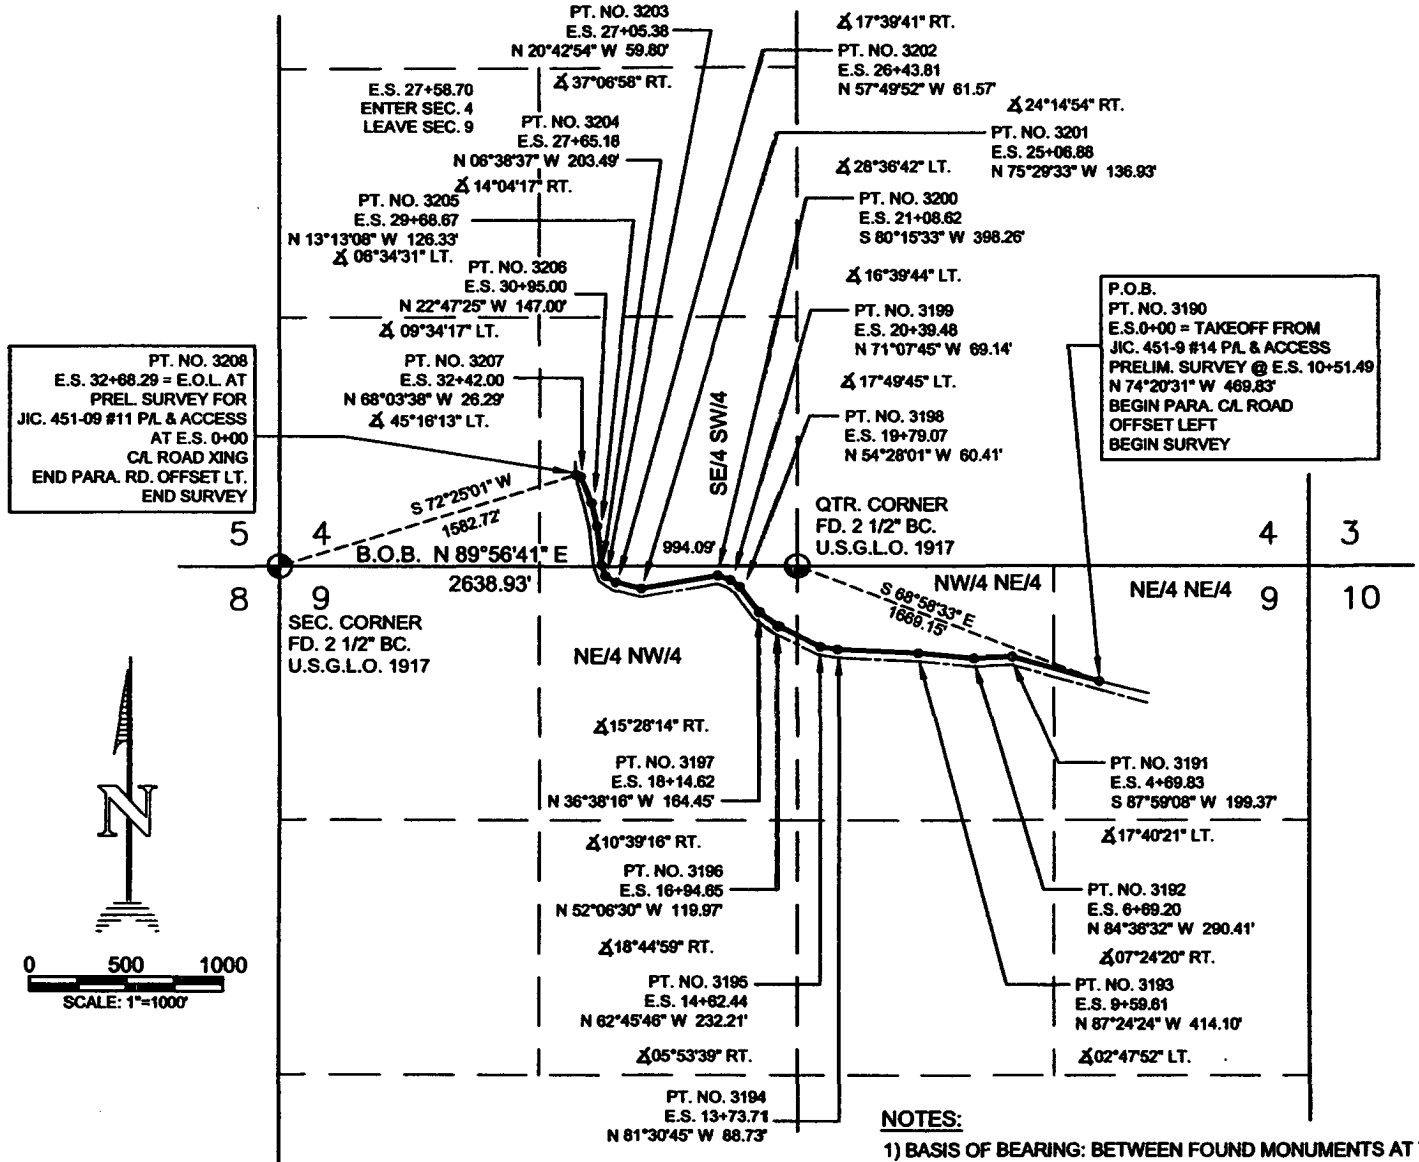 PT. NO. 3203
E.S. 27+05.38
N 20°42'54" W 59.80'
∡ 37°06'58" RT.
∡ 17°39'41" RT.
PT. NO. 3202
E.S. 26+43.81
N 57°49'52" W 61.57'
∡ 24°14'54" RT.
PT. NO. 3201
E.S. 25+06.88
N 75°29'33" W 136.93'
E.S. 27+58.70
ENTER SEC. 4
LEAVE SEC. 9
PT. NO. 3204
E.S. 27+65.18
N 06°38'37" W 203.49'
∡ 14°04'17" RT.
∡ 28°36'42" LT.
PT. NO. 3200
E.S. 21+08.62
S 80°15'33" W 398.26'
PT. NO. 3205
E.S. 29+68.67
N 13°13'08" W 126.33'
∡ 06°34'31" LT.
PT. NO. 3206
E.S. 30+95.00
N 22°47'25" W 147.00'
∡ 09°34'17" LT.
∡ 16°39'44" LT.
PT. NO. 3199
E.S. 20+39.48
N 71°07'45" W 69.14'
P.O.B.
PT. NO. 3190
E.S.0+00 = TAKEOFF FROM
JIC. 451-9 #14 P/L & ACCESS
PRELIM. SURVEY @ E.S. 10+51.49
N 74°20'31" W 469.83'
BEGIN PARA. C/L ROAD
OFFSET LEFT
BEGIN SURVEY
PT. NO. 3208
E.S. 32+68.29 = E.O.L. AT
PREL. SURVEY FOR
JIC. 451-09 #11 P/L & ACCESS
AT E.S. 0+00
C/L ROAD XING
END PARA. RD. OFFSET LT.
END SURVEY
PT. NO. 3207
E.S. 32+42.00
N 68°03'38" W 26.29'
∡ 45°16'13" LT.
∡ 17°49'45" LT.
PT. NO. 3198
E.S. 19+79.07
N 54°28'01" W 60.41'
SE/4 SW/4
S 72°25'01" W
1582.72'
QTR. CORNER
FD. 2 1/2" BC.
U.S.G.L.O. 1917
5 4
4 3
B.O.B. N 89°56'41" E
2638.93'
994.09'
8 9
9 10
SEC. CORNER
FD. 2 1/2" BC.
U.S.G.L.O. 1917
S 68°58'33" E
1669.15'
NW/4 NE/4
NE/4 NE/4
NE/4 NW/4
∡15°28'14" RT.
PT. NO. 3197
E.S. 18+14.62
N 36°38'16" W 164.45'
PT. NO. 3191
E.S. 4+69.83
S 87°59'08" W 199.37'
∡17°40'21" LT.
∡10°39'16" RT.
PT. NO. 3196
E.S. 16+94.65
N 52°06'30" W 119.97'
PT. NO. 3192
E.S. 6+69.20
N 84°36'32" W 290.41'
∡07°24'20" RT.
∡18°44'59" RT.
PT. NO. 3195
E.S. 14+62.44
N 62°45'46" W 232.21'
PT. NO. 3193
E.S. 9+59.61
N 87°24'24" W 414.10'
∡02°47'52" LT.
∡05°53'39" RT.
PT. NO. 3194
E.S. 13+73.71
N 81°30'45" W 88.73'
N
0 500 1000
SCALE: 1"=1000'
NOTES:
1) BASIS OF BEARING: BETWEEN FOUND MONUMENTS AT